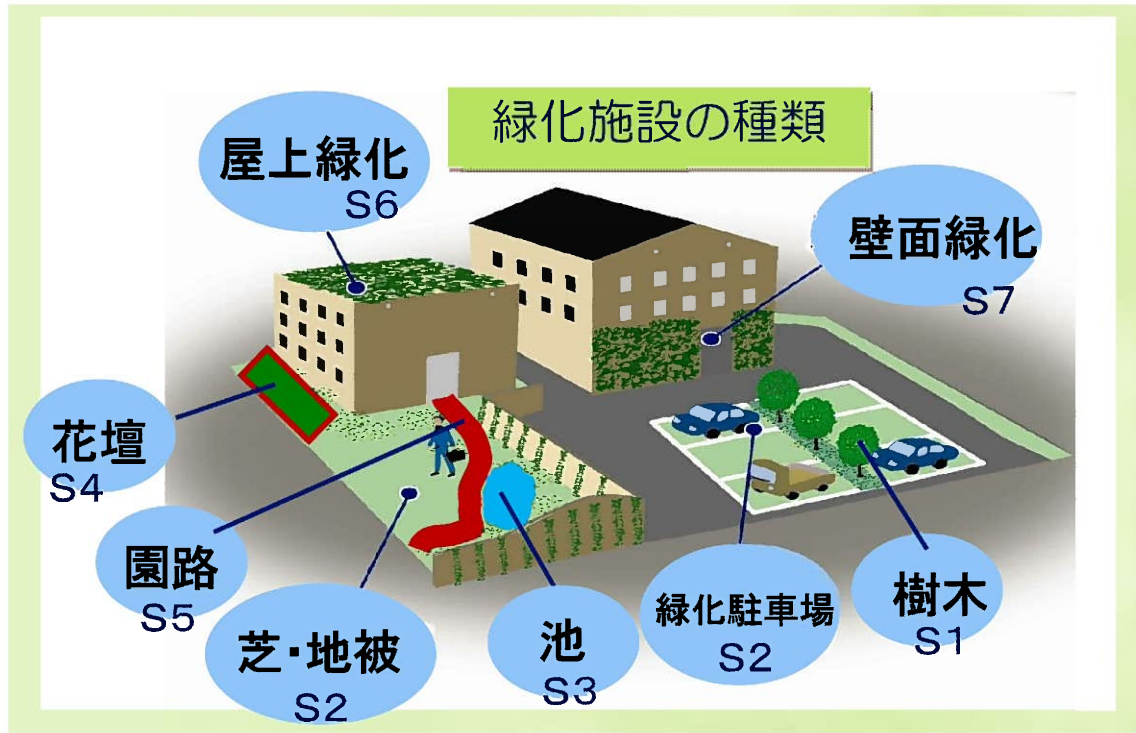 緑化施設の種類
屋上緑化
S6
壁面緑化
S7
花壇
S4
園路
S5
芝・地被
S2
池
S3
緑化駐車場
S2
樹木
S1